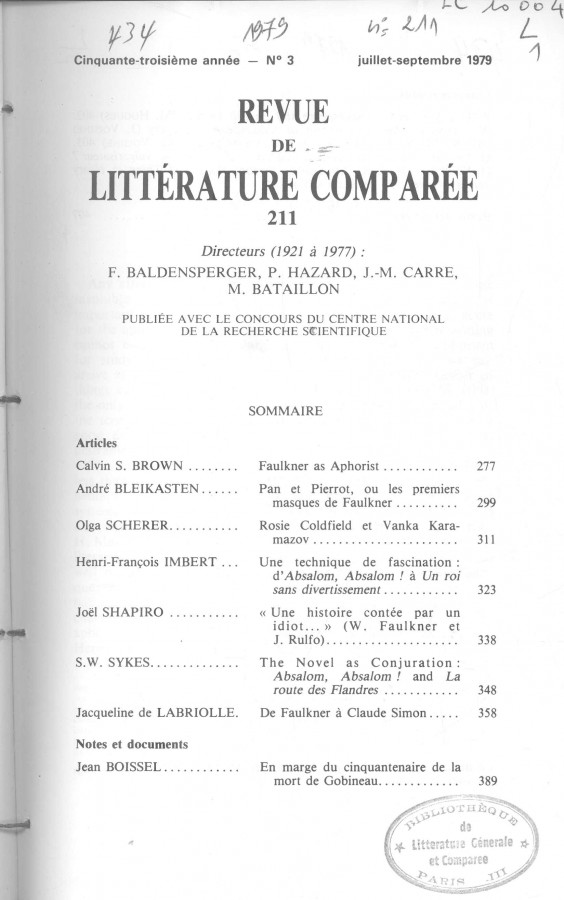 LC 10004
434 1979 n° 211 L
1
Cinquante-troisième année — N° 3 juillet-septembre 1979
REVUE
DE
LITTÉRATURE COMPARÉE
211
Directeurs (1921 à 1977) :
F. BALDENSPERGER, P. HAZARD, J.-M. CARRE,
M. BATAILLON
PUBLIÉE AVEC LE CONCOURS DU CENTRE NATIONAL
DE LA RECHERCHE SCIENTIFIQUE
SOMMAIRE
Articles
Calvin S. BROWN ........ Faulkner as Aphorist ............ 277
André BLEIKASTEN...... Pan et Pierrot, ou les premiers
masques de Faulkner .......... 299
Olga SCHERER........... Rosie Coldfield et Vanka Kara-
mazov ....................... 311
Henri-François IMBERT ... Une technique de fascination :
d'Absalom, Absalom ! à Un roi
sans divertissement ............ 323
Joël SHAPIRO ........... « Une histoire contée par un
idiot... » (W. Faulkner et
J. Rulfo)..................... 338
S.W. SYKES.............. The Novel as Conjuration :
Absalom, Absalom ! and La
route des Flandres ............ 348
Jacqueline de LABRIOLLE. De Faulkner à Claude Simon..... 358
Notes et documents
Jean BOISSEL............ En marge du cinquantenaire de la
mort de Gobineau............. 389
BIBLIOTHÈQUE
de
Littérature Générale
et Comparée
PARIS III